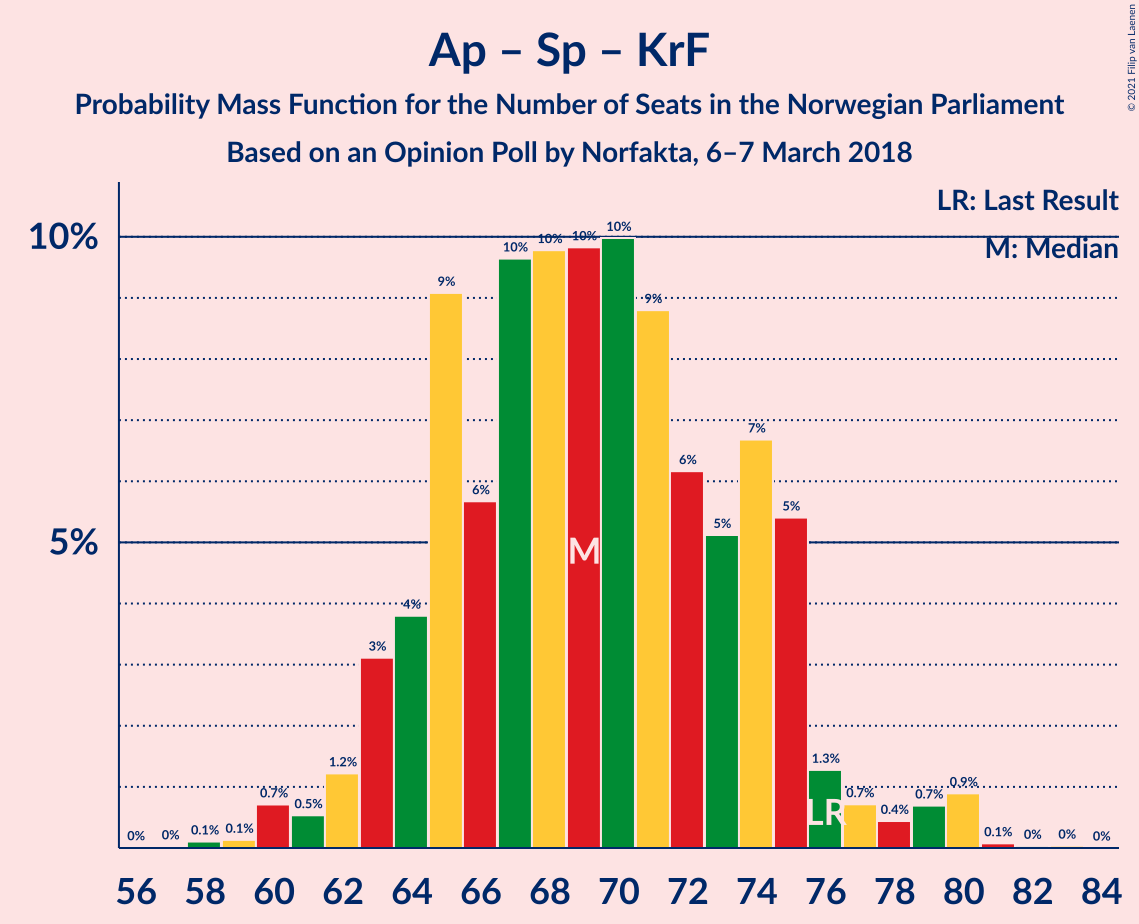 Ap – Sp – KrF
Probability Mass Function for the Number of Seats in the Norwegian Parliament
Based on an Opinion Poll by Norfakta, 6–7 March 2018
© 2021 Filip van Laenen
LR: Last Result
M: Median
10%
5%
0% 0% 0.1% 0.1% 0.7% 0.5% 1.2% 3% 4% 9% 6% 10% 10% 10% 10% 9% 6% 5% 7% 5% 1.3% 0.7% 0.4% 0.7% 0.9% 0.1% 0% 0% 0%
M
LR
56 58 60 62 64 66 68 70 72 74 76 78 80 82 84